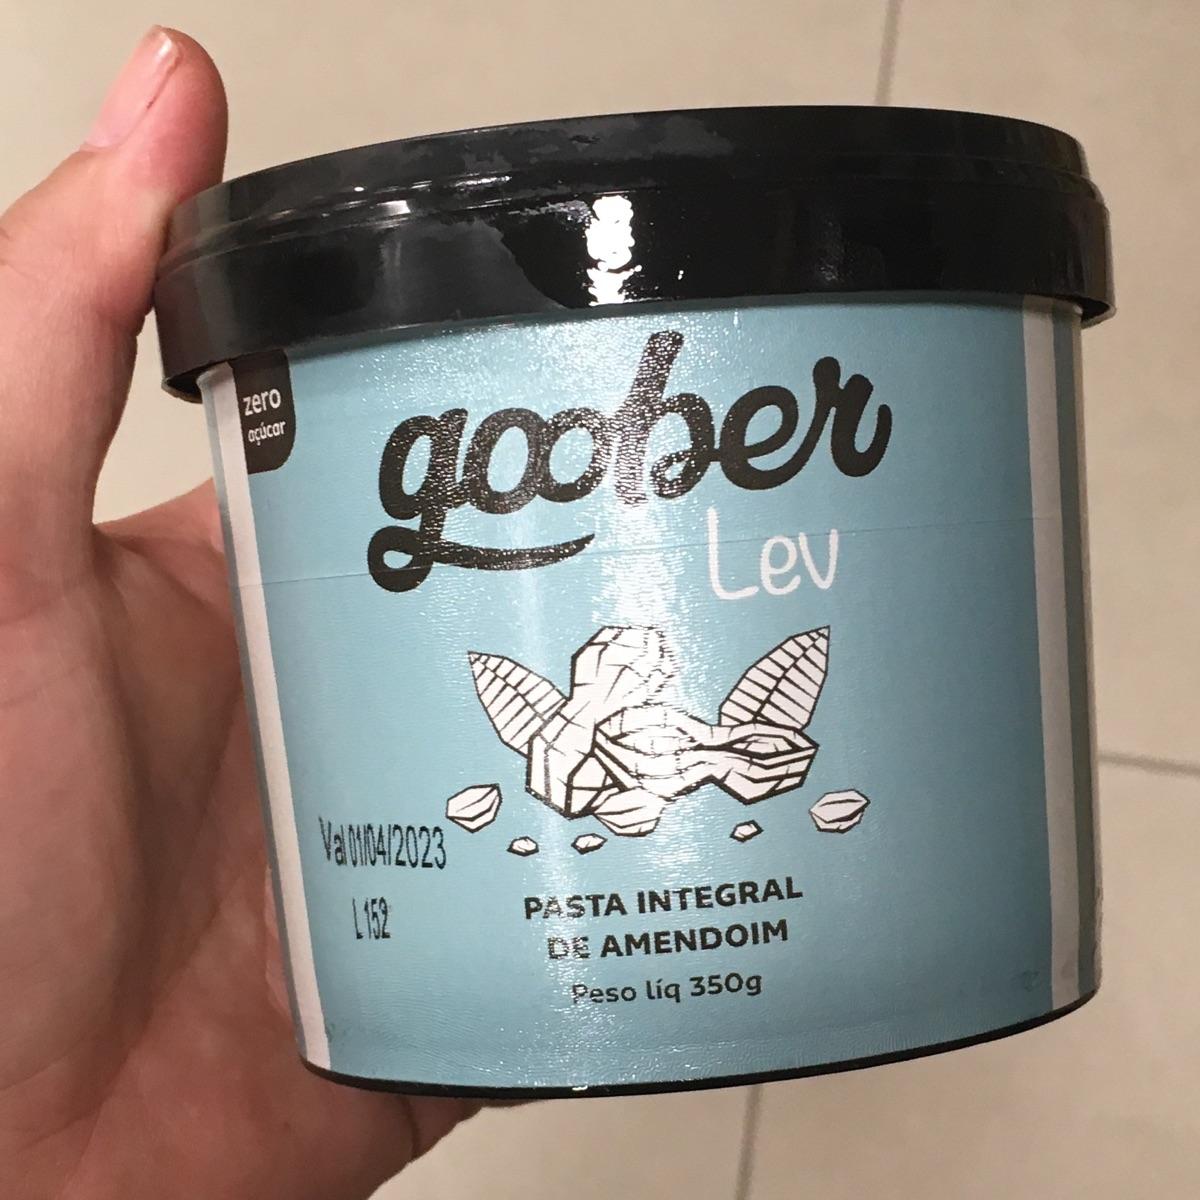 zero
açúcar
goober
Lev
Val 01/04/2023
L 152
PASTA INTEGRAL
DE AMENDOIM
Peso líq 350g